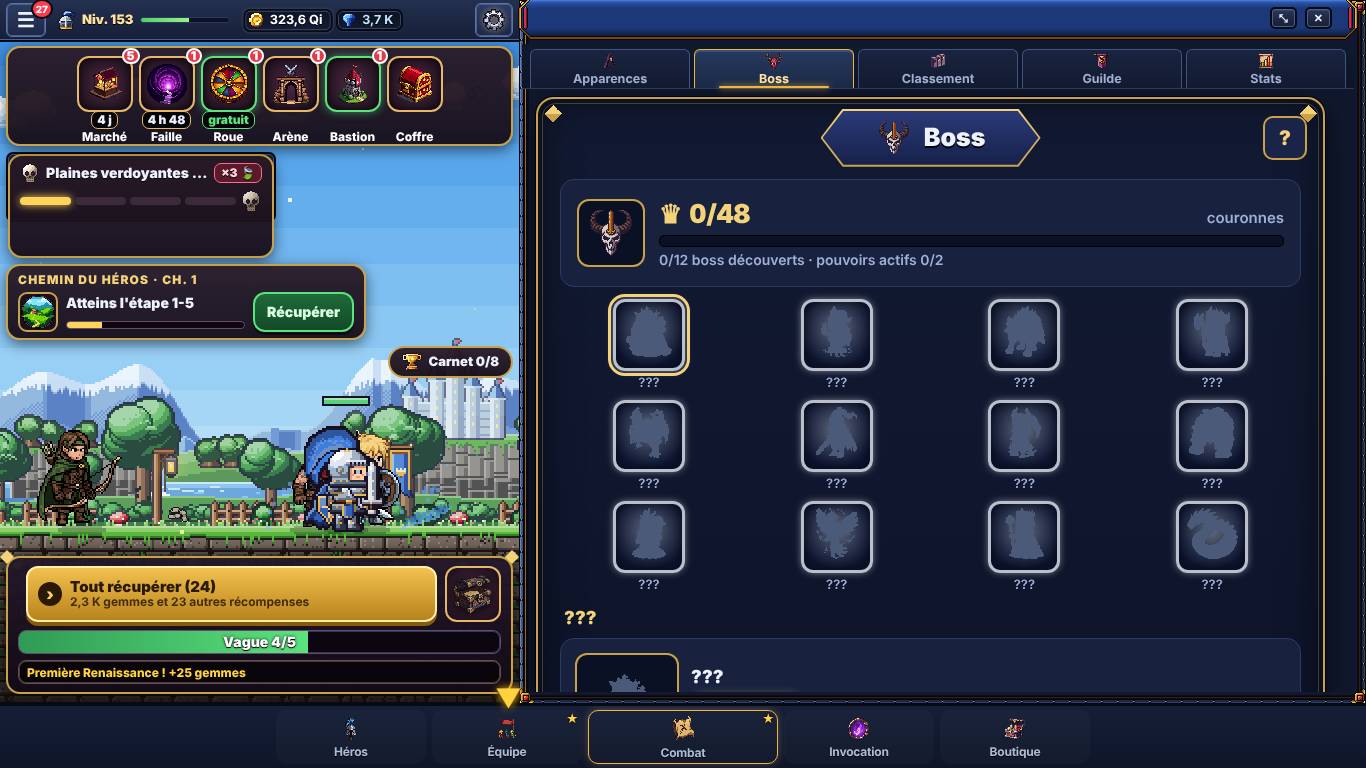 27
Niv. 153
323,6 Qi
3,7 K
5
1
1
1
1
4 j
4 h 48
gratuit
Marché
Faille
Roue
Arène
Bastion
Coffre
Plaines verdoyantes ...
×3
CHEMIN DU HÉROS · CH. 1
Atteins l'étape 1-5
Récupérer
Carnet 0/8
Tout récupérer (24)
2,3 K gemmes et 23 autres récompenses
Vague 4/5
Première Renaissance ! +25 gemmes
Apparences
Boss
Classement
Guilde
Stats
Boss
?
0/48
couronnes
0/12 boss découverts · pouvoirs actifs 0/2
???
???
???
???
???
???
???
???
???
???
???
???
???
???
Héros
Équipe
Combat
Invocation
Boutique